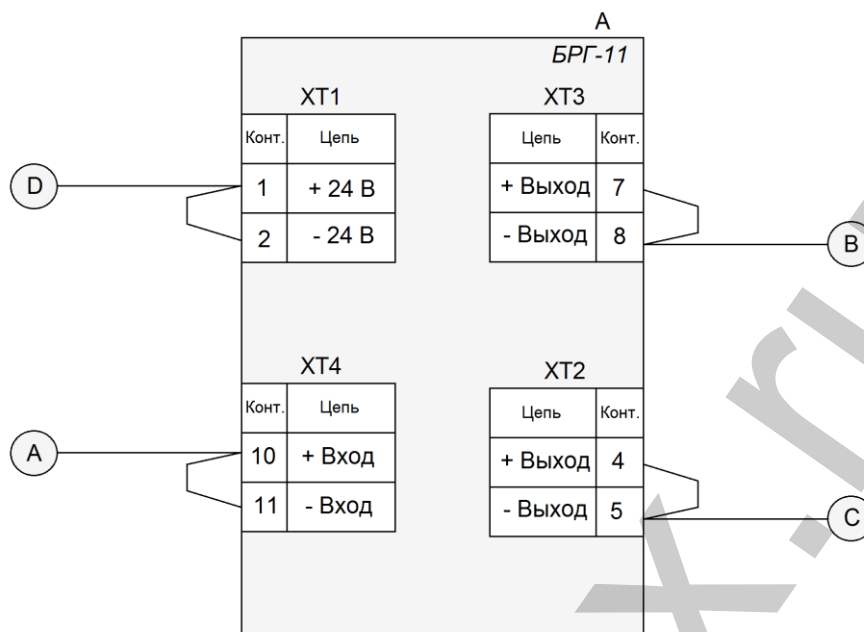 А
БРГ-11
XT1
Конт. Цепь
1 + 24 В
2 - 24 В
XT3
Цепь Конт.
+ Выход 7
- Выход 8
D
B
XT4
Конт. Цепь
10 + Вход
11 - Вход
XT2
Цепь Конт.
+ Выход 4
- Выход 5
A
C